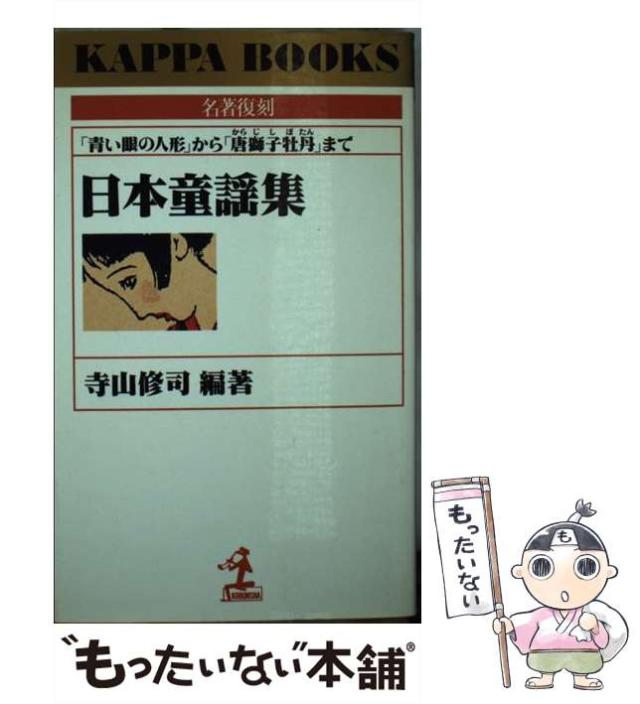 KAPPA BOOKS
名著復刻
からじしぼたん
「青い眼の人形」から「唐獅子牡丹」まで
日本童謡集
寺山修司 編著
KOBUNSHA
も
もったいない
"もったいない"本舗®